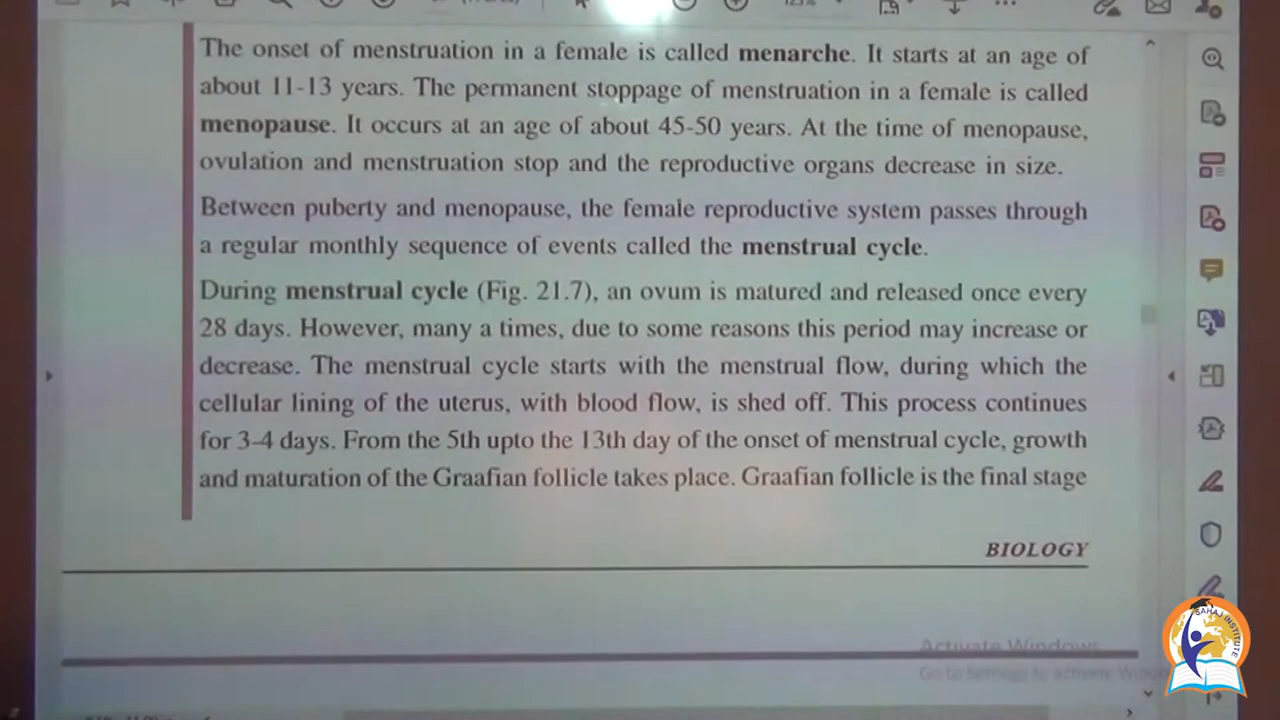 The onset of menstruation in a female is called menarche. It starts at an age of
about 11-13 years. The permanent stoppage of menstruation in a female is called
menopause. It occurs at an age of about 45-50 years. At the time of menopause,
ovulation and menstruation stop and the reproductive organs decrease in size.
Between puberty and menopause, the female reproductive system passes through
a regular monthly sequence of events called the menstrual cycle.
During menstrual cycle (Fig. 21.7), an ovum is matured and released once every
28 days. However, many a times, due to some reasons this period may increase or
decrease. The menstrual cycle starts with the menstrual flow, during which the
cellular lining of the uterus, with blood flow, is shed off. This process continues
for 3-4 days. From the 5th upto the 13th day of the onset of menstrual cycle, growth
and maturation of the Graafian follicle takes place. Graafian follicle is the final stage
BIOLOGY
SAHAJ INSTITUTE
Activate Windows
Go to Settings to activate